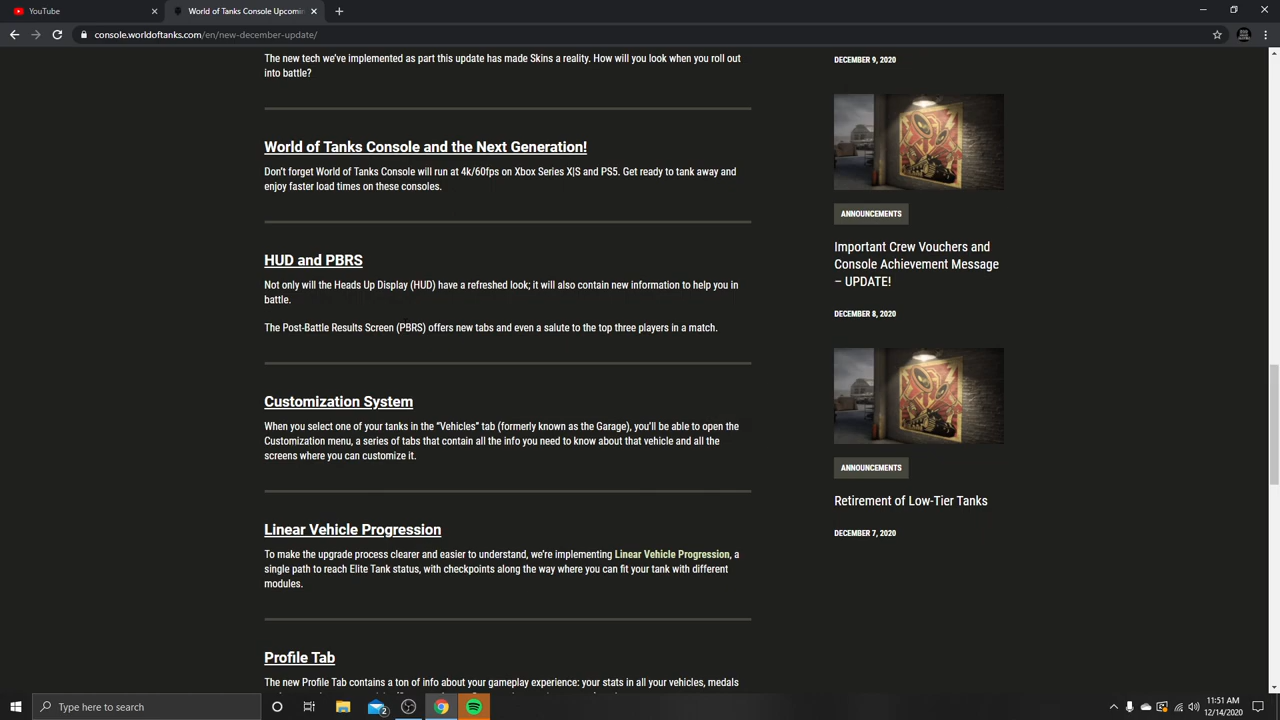 YouTube
World of Tanks Console Upcomin
console.worldoftanks.com/en/new-december-update/
The new tech we've implemented as part this update has made Skins a reality. How will you look when you roll out
into battle?
World of Tanks Console and the Next Generation!
Don't forget World of Tanks Console will run at 4k/60fps on Xbox Series X|S and PS5. Get ready to tank away and
enjoy faster load times on these consoles.
HUD and PBRS
Not only will the Heads Up Display (HUD) have a refreshed look; it will also contain new information to help you in
battle.
The Post-Battle Results Screen (PBRS) offers new tabs and even a salute to the top three players in a match.
Customization System
When you select one of your tanks in the "Vehicles" tab (formerly known as the Garage), you'll be able to open the
Customization menu, a series of tabs that contain all the info you need to know about that vehicle and all the
screens where you can customize it.
Linear Vehicle Progression
To make the upgrade process clearer and easier to understand, we're implementing Linear Vehicle Progression, a
single path to reach Elite Tank status, with checkpoints along the way where you can fit your tank with different
modules.
Profile Tab
The new Profile Tab contains a ton of info about your gameplay experience: your stats in all your vehicles, medals
DECEMBER 9, 2020
ANNOUNCEMENTS
Important Crew Vouchers and
Console Achievement Message
– UPDATE!
DECEMBER 8, 2020
ANNOUNCEMENTS
Retirement of Low-Tier Tanks
DECEMBER 7, 2020
Type here to search
2
11:51 AM
12/14/2020